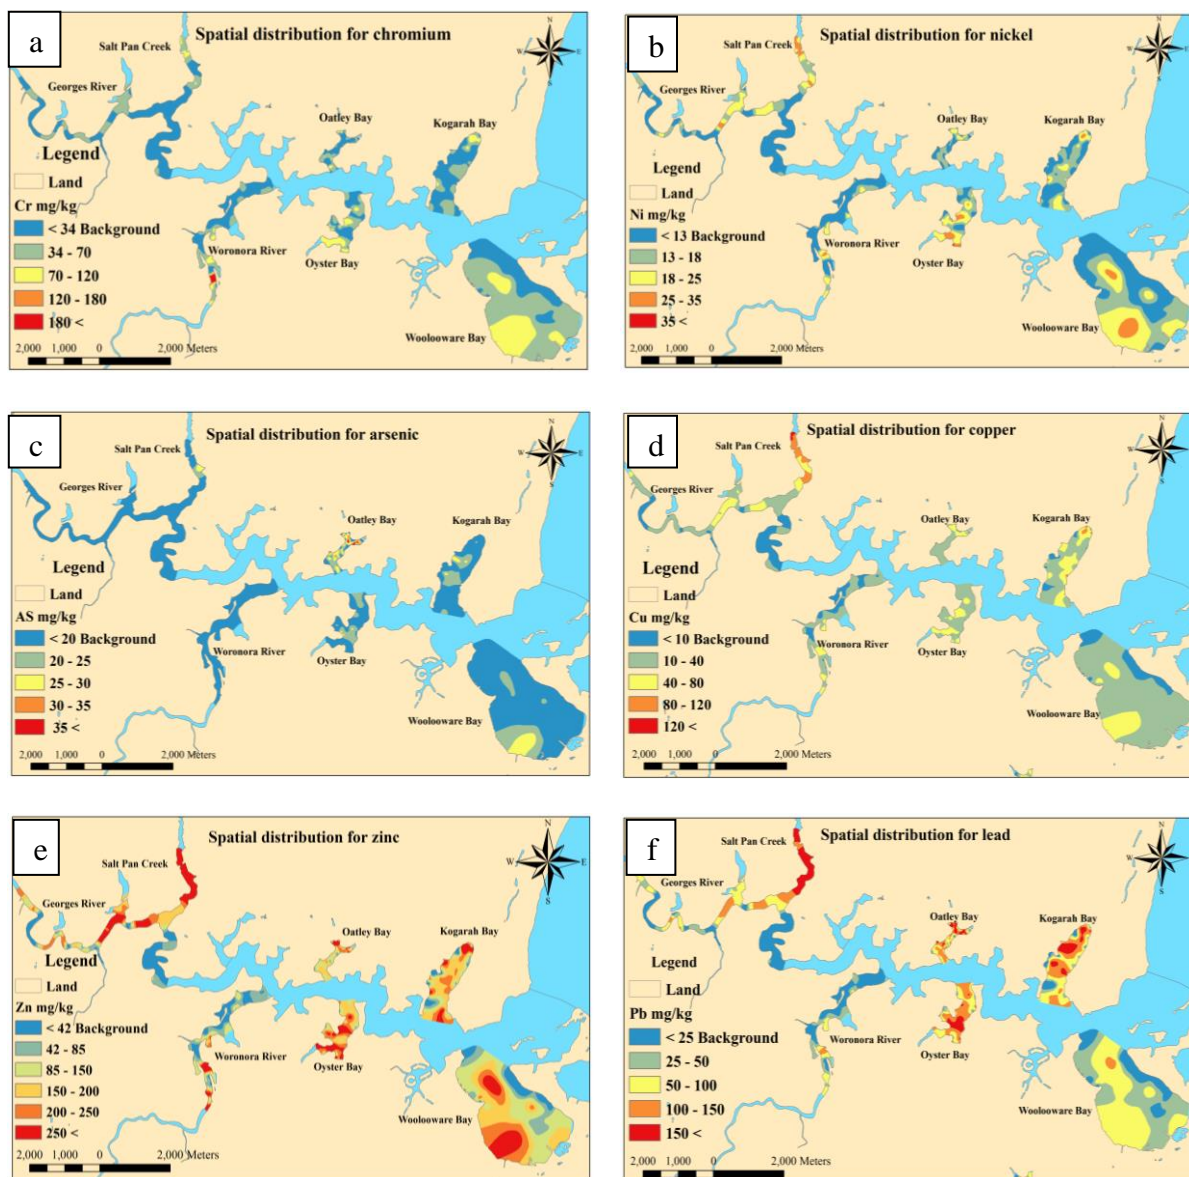 a
Spatial distribution for chromium
N
W
E
S
Salt Pan Creek
Georges River
Oatley Bay
Kogarah Bay
Legend
Land
Cr mg/kg
< 34 Background
34 - 70
70 - 120
120 - 180
180 <
Woronora River
Oyster Bay
Woolooware Bay
2,000 1,000 0 2,000 Meters
b
Spatial distribution for nickel
N
W
E
S
Salt Pan Creek
Georges River
Oatley Bay
Kogarah Bay
Legend
Land
Ni mg/kg
< 13 Background
13 - 18
18 - 25
25 - 35
35 <
Woronora River
Oyster Bay
Woolooware Bay
2,000 1,000 0 2,000 Meters
c
Spatial distribution for arsenic
N
W
E
S
Salt Pan Creek
Georges River
Oatley Bay
Kogarah Bay
Legend
Land
AS mg/kg
< 20 Background
20 - 25
25 - 30
30 - 35
35 <
Woronora River
Oyster Bay
Woolooware Bay
2,000 1,000 0 2,000 Meters
d
Spatial distribution for copper
N
W
E
S
Salt Pan Creek
Georges River
Oatley Bay
Kogarah Bay
Legend
Land
Cu mg/kg
< 10 Background
10 - 40
40 - 80
80 - 120
120 <
Woronora River
Oyster Bay
Woolooware Bay
2,000 1,000 0 2,000 Meters
e
Spatial distribution for zinc
N
W
E
S
Salt Pan Creek
Georges River
Oatley Bay
Kogarah Bay
Legend
Land
Zn mg/kg
< 42 Background
42 - 85
85 - 150
150 - 200
200 - 250
250 <
Woronora River
Oyster Bay
Woolooware Bay
2,000 1,000 0 2,000 Meters
f
Spatial distribution for lead
N
W
E
S
Salt Pan Creek
Georges River
Oatley Bay
Kogarah Bay
Legend
Land
Pb mg/kg
< 25 Background
25 - 50
50 - 100
100 - 150
150 <
Woronora River
Oyster Bay
Woolooware Bay
2,000 1,000 0 2,000 Meters